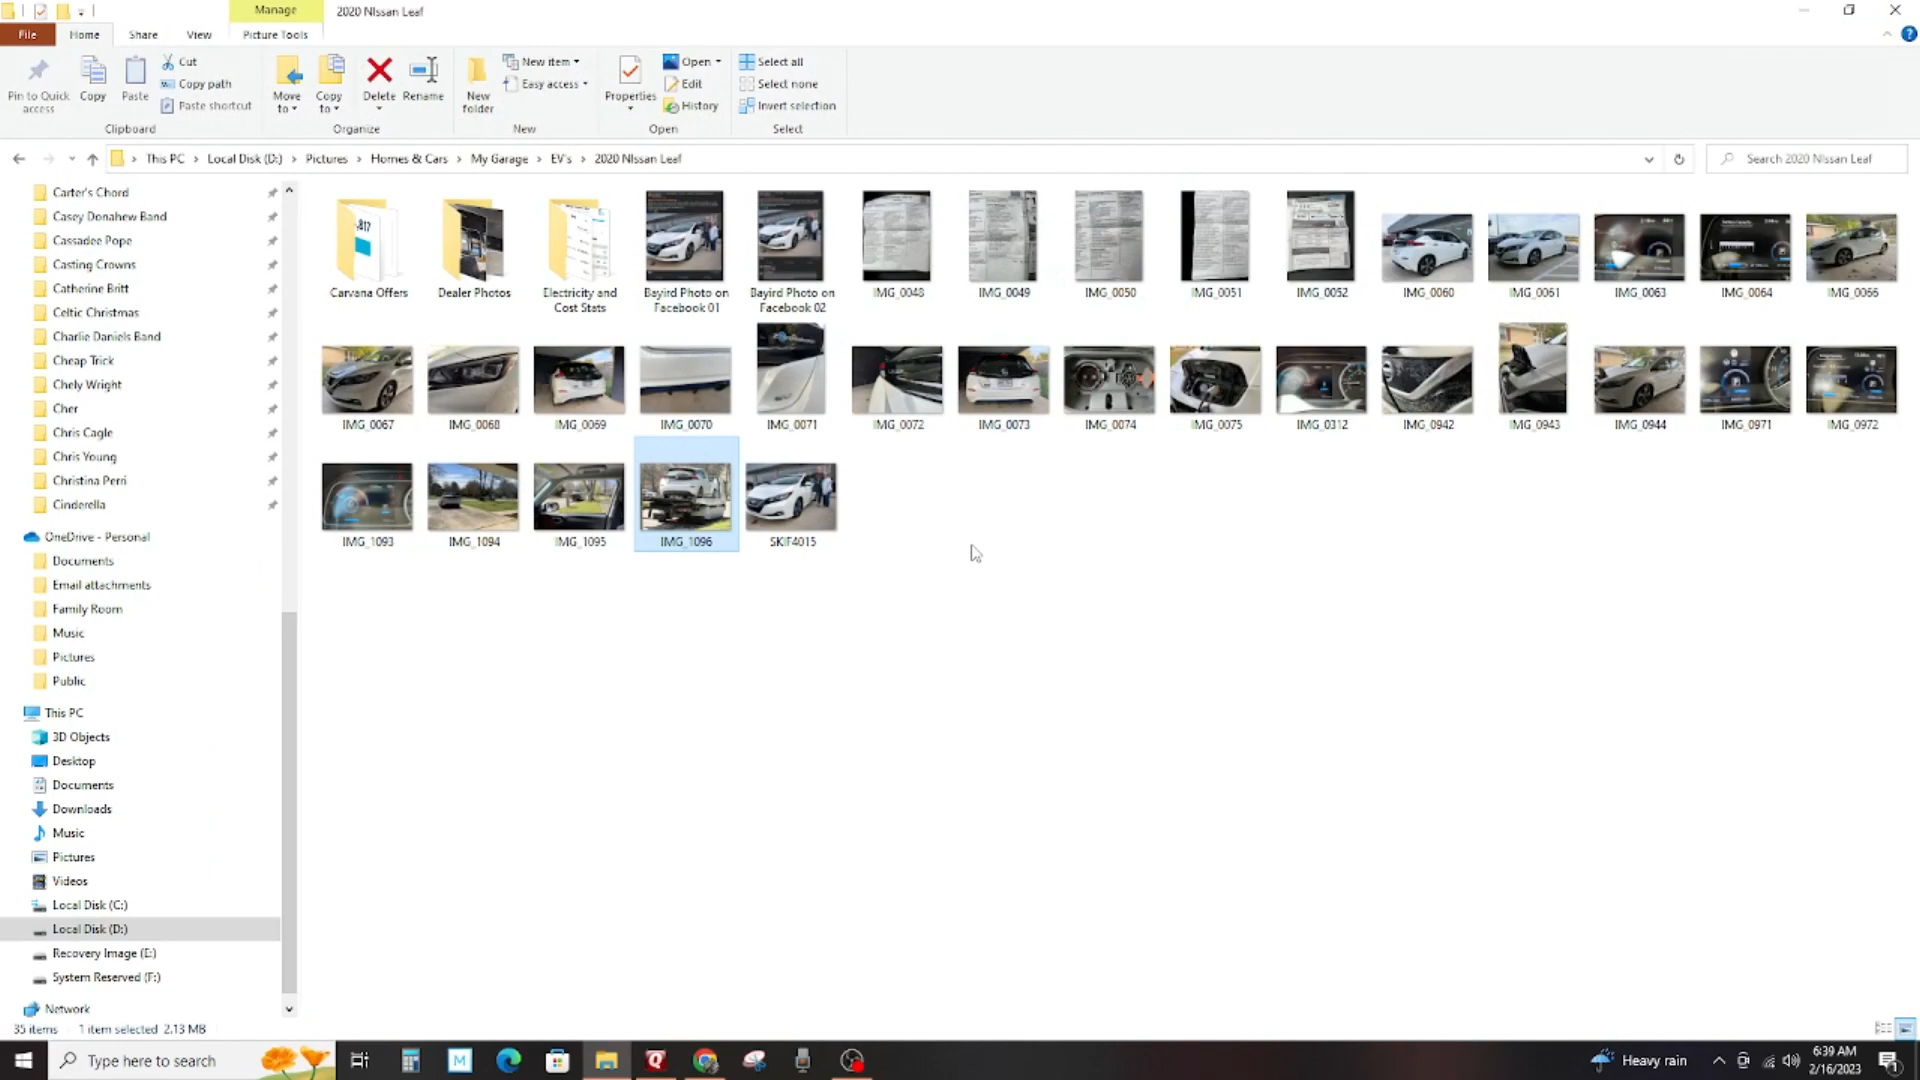 Manage
2020 NIssan Leaf
File
Home
Share
View
Picture Tools
Pin to Quick access
Copy
Paste
Cut
Copy path
Paste shortcut
Move to
Copy to
Delete
Rename
New folder
New item
Easy access
Properties
Open
Edit
History
Select all
Select none
Invert selection
Clipboard
Organize
New
Open
Select
This PC
Local Disk (D:)
Pictures
Homes & Cars
My Garage
EV's
2020 NIssan Leaf
Search 2020 NIssan Leaf
Carter's Chord
Casey Donahew Band
Cassadee Pope
Casting Crowns
Catherine Britt
Celtic Christmas
Charlie Daniels Band
Cheap Trick
Chely Wright
Cher
Chris Cagle
Chris Young
Christina Perri
Cinderella
OneDrive - Personal
Documents
Email attachments
Family Room
Music
Pictures
Public
This PC
3D Objects
Desktop
Documents
Downloads
Music
Pictures
Videos
Local Disk (C:)
Local Disk (D:)
Recovery Image (E:)
System Reserved (F:)
Network
,817
Carvana Offers
Dealer Photos
Electricity and Cost Stats
Bayird Photo on Facebook 01
Bayird Photo on Facebook 02
IMG_0048
IMG_0049
IMG_0050
IMG_0051
IMG_0052
IMG_0060
IMG_0061
IMG_0063
IMG_0064
IMG_0066
IMG_0067
IMG_0068
IMG_0069
IMG_0070
IMG_0071
IMG_0072
IMG_0073
IMG_0074
IMG_0075
IMG_0312
IMG_0942
IMG_0943
IMG_0944
IMG_0971
IMG_0972
IMG_1093
IMG_1094
IMG_1095
IMG_1096
SKIF4015
35 items
1 item selected 2.13 MB
Type here to search
Heavy rain
6:39 AM
2/16/2023